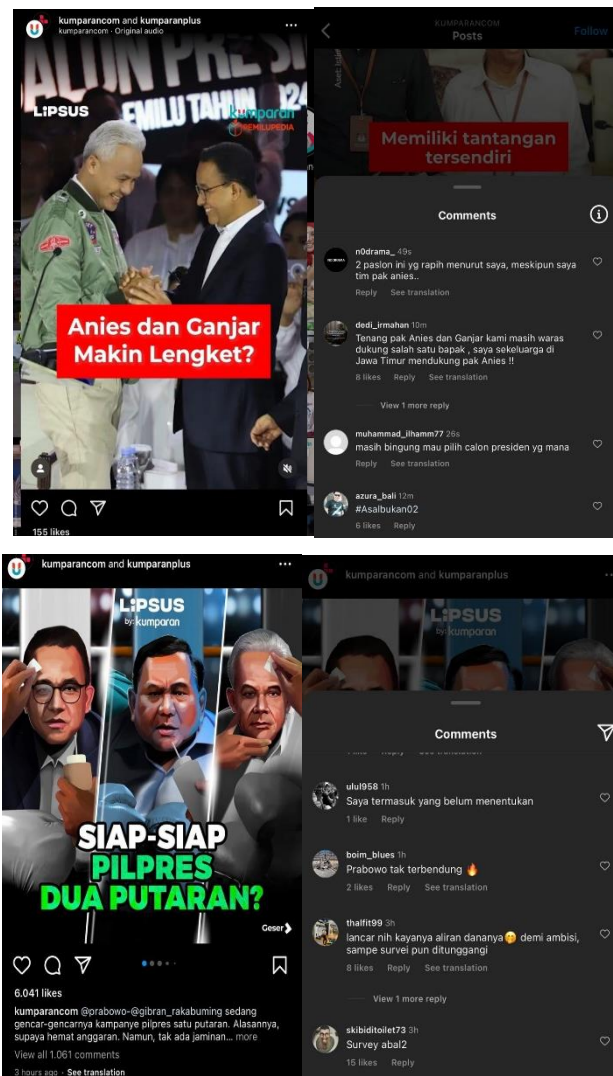 kumparancom and kumparanplus
kumparancom · Original audio
CALON PRESI
EMILU TAHUN 2024
LiPSUS
kumparan
PEMILUPEDIA
Anies dan Ganjar
Makin Lengket?
155 likes
KUMPARANCOM
Posts
Follow
Memiliki tantangan
tersendiri
Comments
n0drama_ 49s
2 paslon ini yg rapih menurut saya, meskipun saya
tim pak anies..
Reply See translation
dedi_irmahan 10m
Tenang pak Anies dan Ganjar kami masih waras
dukung salah satu bapak , saya sekeluarga di
Jawa Timur mendukung pak Anies !!
8 likes Reply See translation
View 1 more reply
muhammad_ilhamm77 26s
masih bingung mau pilih calon presiden yg mana
Reply See translation
azura_bali 12m
#Asalbukan02
6 likes Reply
kumparancom and kumparanplus
LiPSUS
by: kumparan
SIAP-SIAP
PILPRES
DUA PUTARAN?
Geser
6.041 likes
kumparancom @prabowo-@gibran_rakabuming sedang
gencar-gencarnya kampanye pilpres satu putaran. Alasannya,
supaya hemat anggaran. Namun, tak ada jaminan... more
View all 1.061 comments
3 hours ago · See translation
kumparancom and kumparanplus
LiPSUS
by: kumparan
Comments
ulul958 1h
Saya termasuk yang belum menentukan
1 like Reply
boim_blues 1h
Prabowo tak terbendung 🔥
2 likes Reply See translation
thalfit99 3h
lancar nih kayanya aliran dananya🤭 demi ambisi,
sampe survei pun ditunggangi
8 likes Reply See translation
View 1 more reply
skibiditoilet73 3h
Survey abal2
15 likes Reply